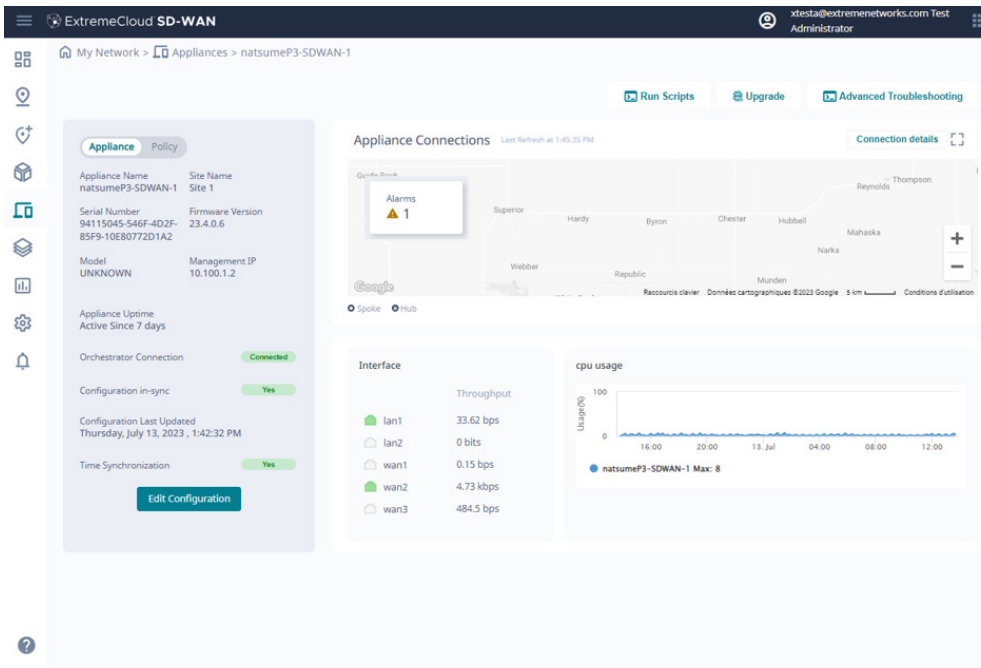 ExtremeCloud SD-WAN
xtesta@extremenetworks.com Test
Administrator
My Network > Appliances > natsumeP3-SDWAN-1
Run Scripts
Upgrade
Advanced Troubleshooting
Appliance Policy
Appliance Name Site Name
natsumeP3-SDWAN-1 Site 1
Serial Number Firmware Version
94115045-546F-4D2F- 23.4.0.6
85F9-10E80772D1A2
Model Management IP
UNKNOWN 10.100.1.2
Appliance Uptime
Active Since 7 days
Orchestrator Connection Connected
Configuration in-sync Yes
Configuration Last Updated
Thursday, July 13, 2023 , 1:42:32 PM
Time Synchronization Yes
Edit Configuration
Appliance Connections Last Refresh at 1:45:35 PM
Connection details
Guide Rock
Alarms
1
Superior
Hardy
Byron
Chester
Hubbell
Reynolds
Thompson
Mahaska
Narka
Webber
Republic
Munden
+
−
Google
Raccourcis clavier Données cartographiques ©2023 Google 5 km Conditions d'utilisation
Spoke Hub
Interface
Throughput
lan1 33.62 bps
lan2 0 bits
wan1 0.15 bps
wan2 4.73 kbps
wan3 484.5 bps
cpu usage
Usage(%)
100
0
16:00 20:00 13. Jul 04:00 08:00 12:00
natsumeP3-SDWAN-1 Max: 8
?